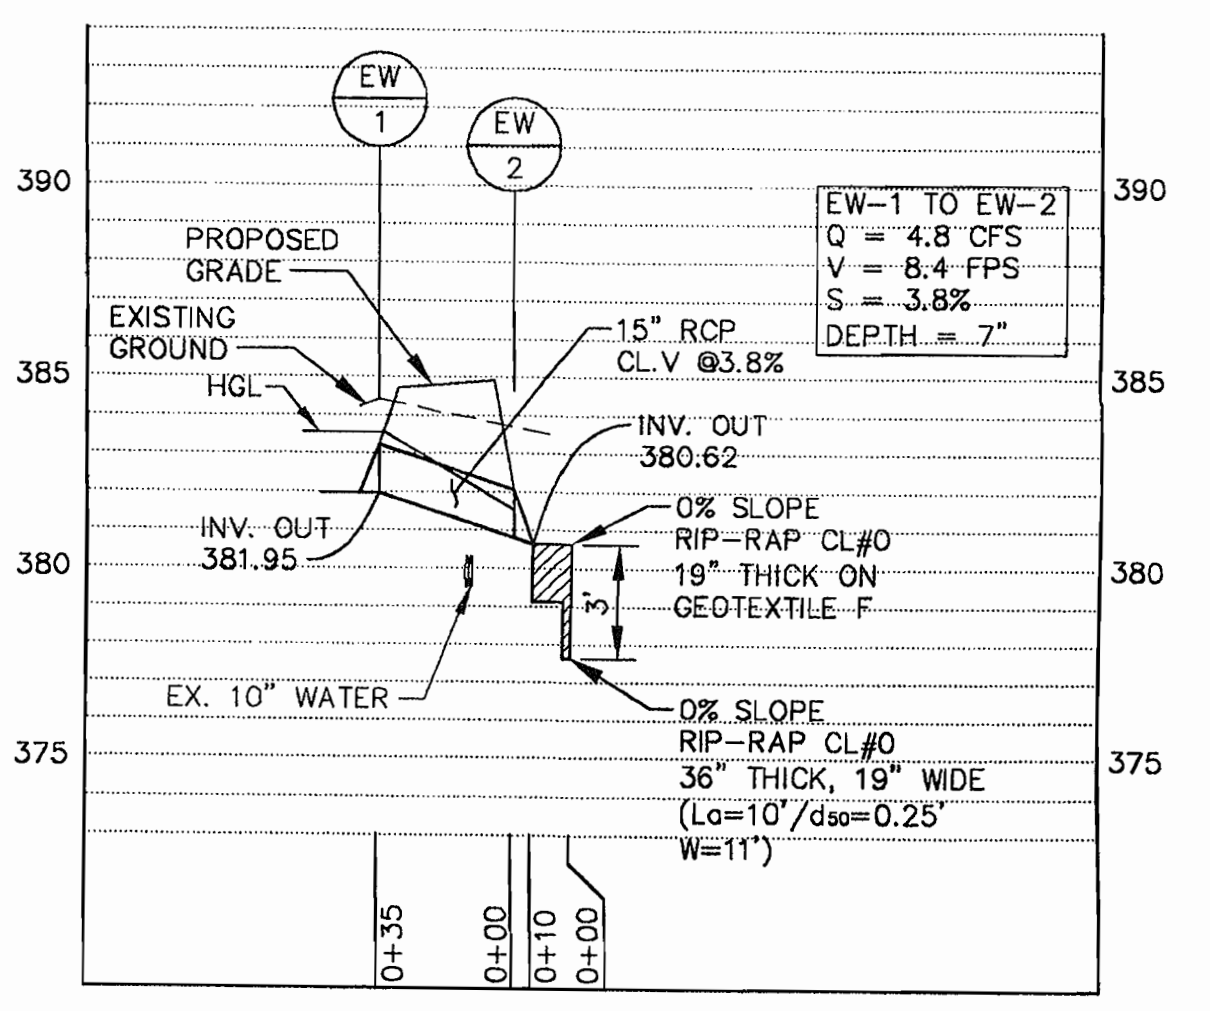 EW
1
EW
2
390
390
EW-1 TO EW-2
Q = 4.8 CFS
V = 8.4 FPS
S = 3.8%
DEPTH = 7"
PROPOSED
GRADE
EXISTING
GROUND
15" RCP
CL.V @3.8%
385
385
HGL
INV. OUT
380.62
INV. OUT
381.95
0% SLOPE
RIP-RAP CL#0
19" THICK ON
GEOTEXTILE F
380
380
3'
EX. 10" WATER
0% SLOPE
RIP-RAP CL#0
36" THICK, 19" WIDE
(La=10'/d50=0.25'
W=11')
375
375
0+35
0+00
0+10
0+00